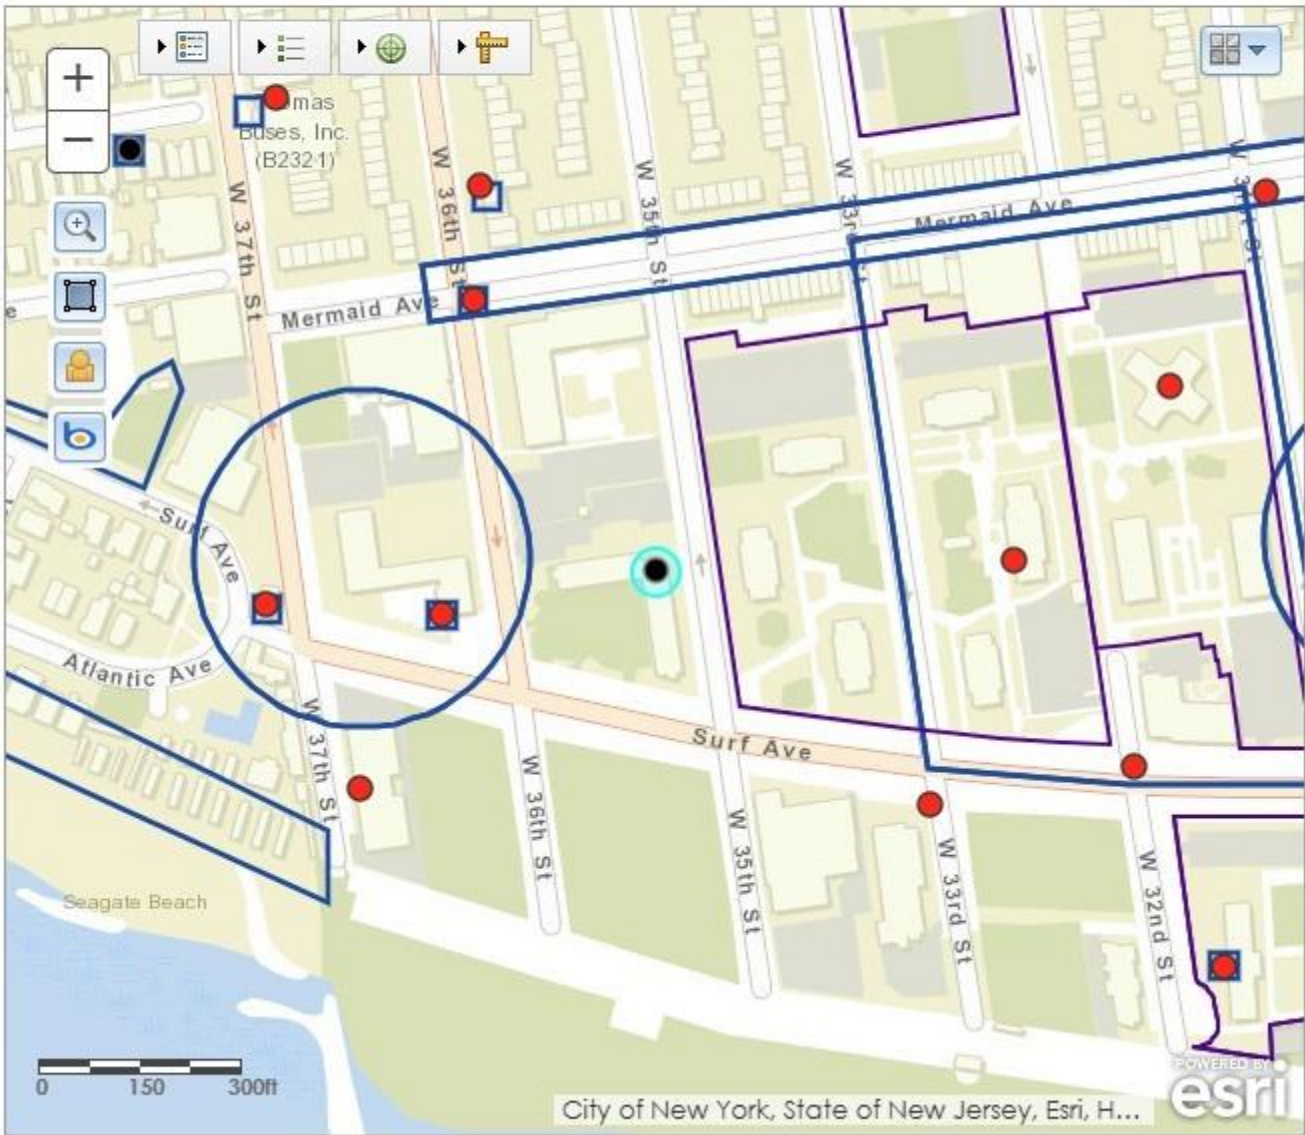 +
−
omas
Buses, Inc.
(B2321)
W 37th St
W 36th St
W 35th St
W 33rd St
Mermaid Ave
Mermaid Ave
e
Surf Ave
Atlantic Ave
W 37th St
Surf Ave
W 36th St
W 35th St
W 33rd St
W 32nd St
Seagate Beach
0 150 300ft
POWERED BY
esri
City of New York, State of New Jersey, Esri, H...